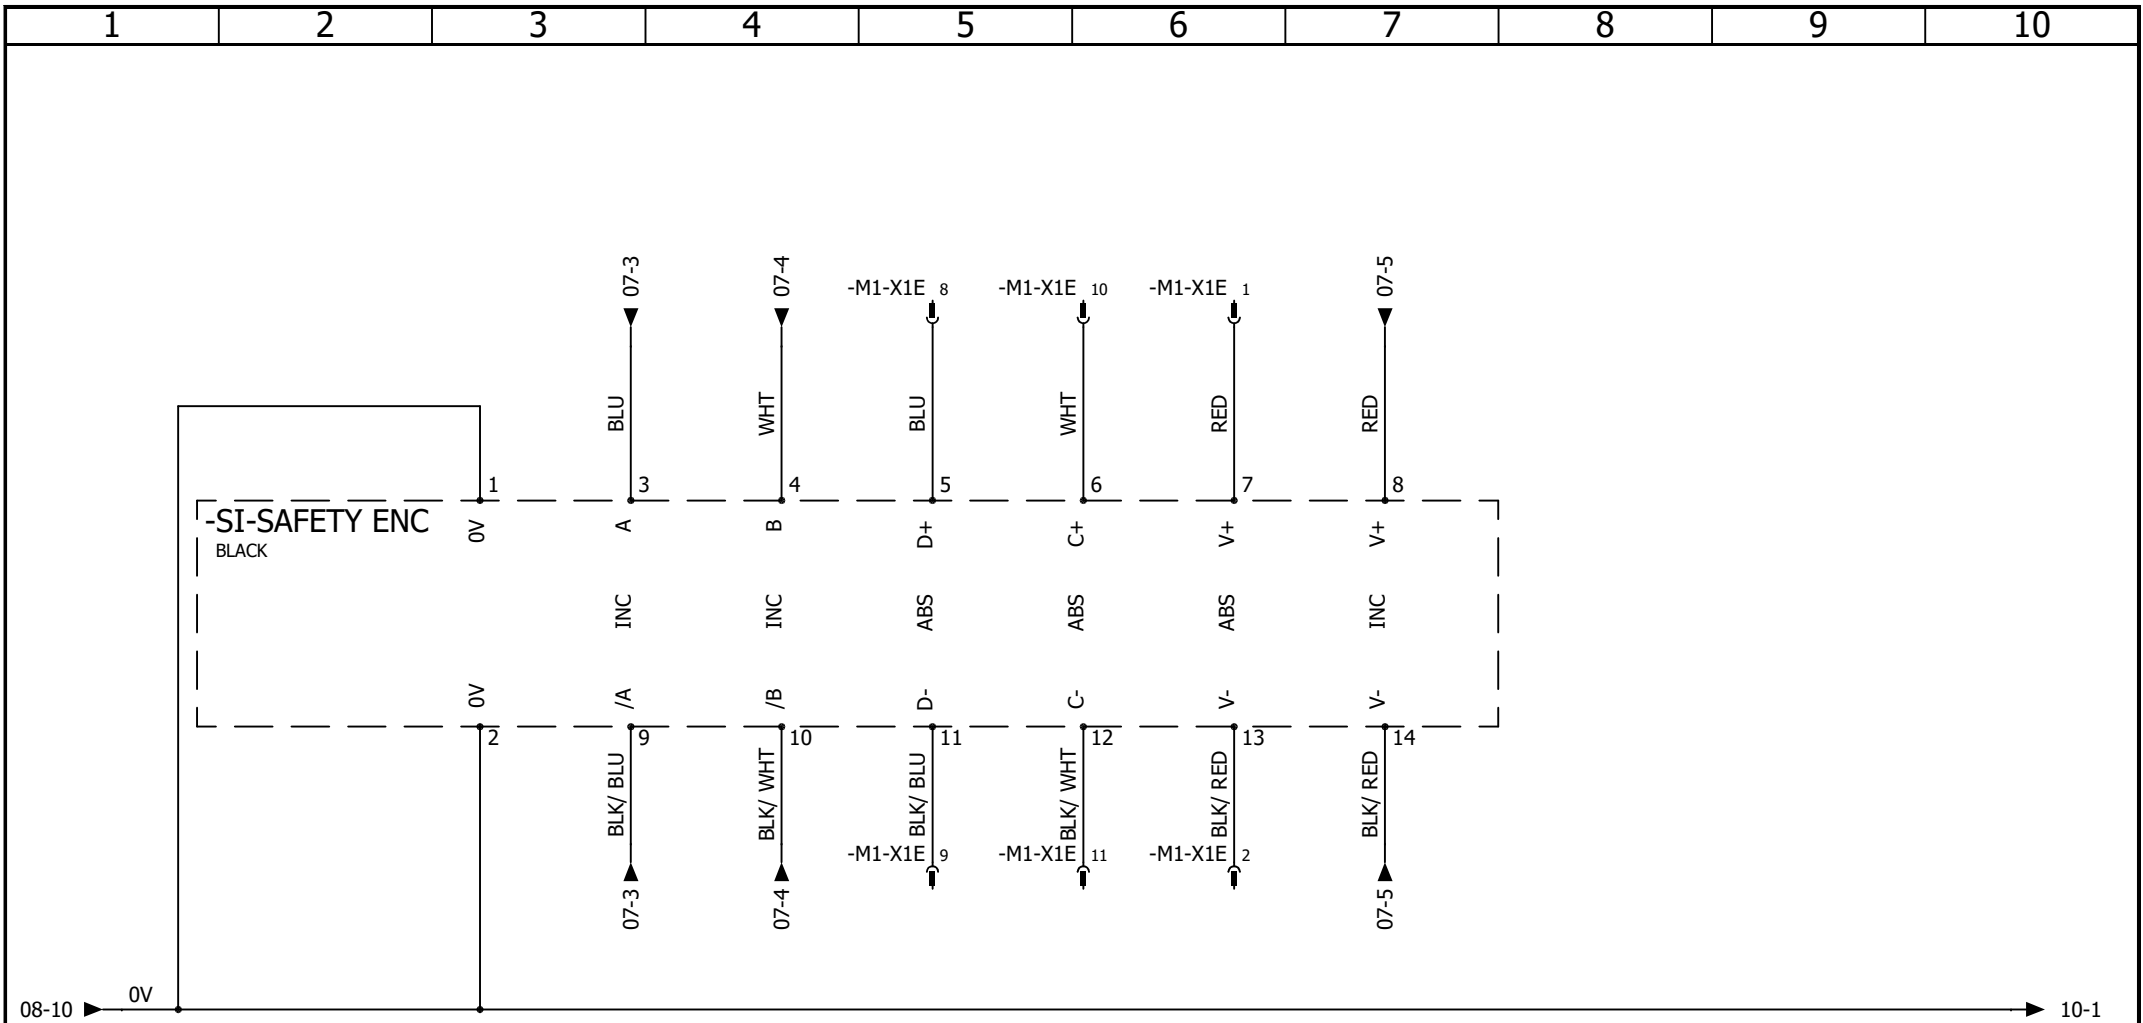 1 2 3 4 5 6 7 8 9 10
07-3 07-4 -M1-X1E 8 -M1-X1E 10 -M1-X1E 1 07-5
BLU WHT BLU WHT RED RED
1 3 4 5 6 7 8
-SI-SAFETY ENC 0V A B D+ C+ V+ V+
BLACK
INC INC ABS ABS ABS INC
0V /A /B D- C- V- V-
2 9 10 11 12 13 14
BLK/ BLU BLK/ WHT BLK/ BLU BLK/ WHT BLK/ RED BLK/ RED
-M1-X1E 9 -M1-X1E 11 -M1-X1E 2
07-3 07-4 07-5
0V
08-10 10-1